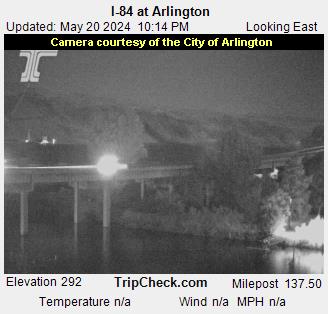 I-84 at Arlington
Updated: May 20 2024 10:14 PM Looking East
Camera courtesy of the City of Arlington
Elevation 292 TripCheck.com Milepost 137.50
Temperature n/a Wind n/a MPH n/a